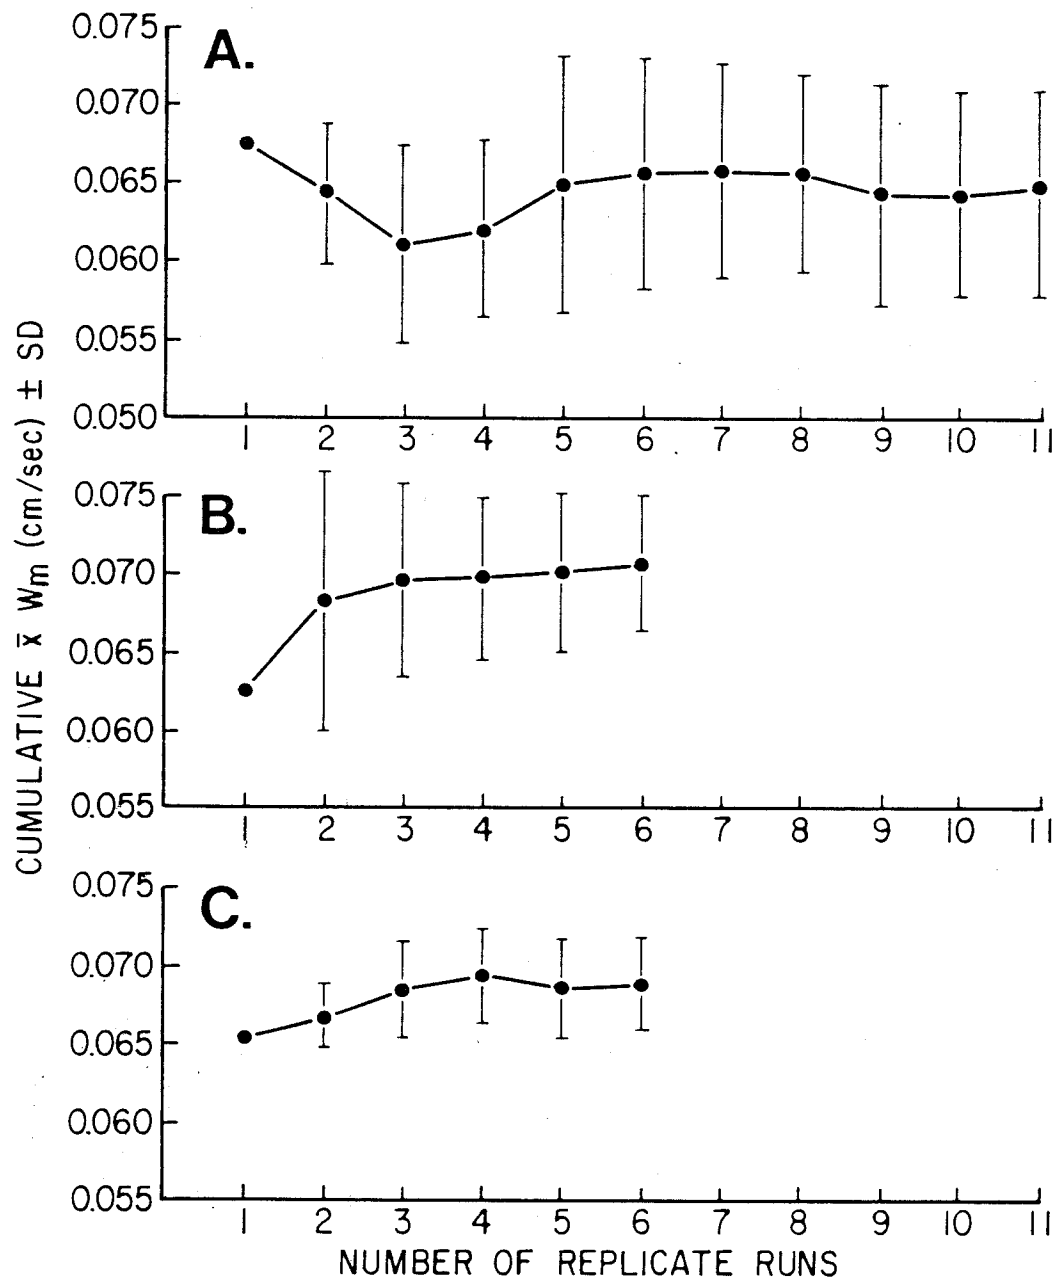 CUMULATIVE x̄ Wm (cm/sec) ± SD
A.
0.075
0.070
0.065
0.060
0.055
0.050
1 2 3 4 5 6 7 8 9 10 11
B.
0.075
0.070
0.065
0.060
0.055
1 2 3 4 5 6 7 8 9 10 11
C.
0.075
0.070
0.065
0.060
0.055
1 2 3 4 5 6 7 8 9 10 11
NUMBER OF REPLICATE RUNS